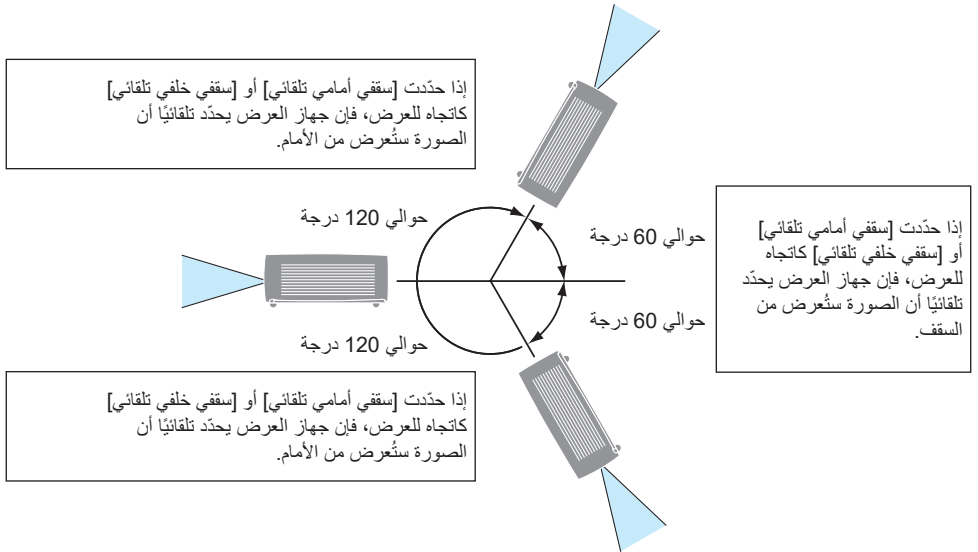 إذا حدّدت [سقفي أمامي تلقائي] أو [سقفي خلفي تلقائي]
كاتجاه للعرض، فإن جهاز العرض يحدّد تلقائيًا أن
الصورة ستُعرض من الأمام.
حوالي 120 درجة
حوالي 60 درجة
إذا حدّدت [سقفي أمامي تلقائي]
أو [سقفي خلفي تلقائي] كاتجاه
للعرض، فإن جهاز العرض يحدّد
تلقائيًا أن الصورة ستُعرض من
السقف.
حوالي 60 درجة
حوالي 120 درجة
إذا حدّدت [سقفي أمامي تلقائي] أو [سقفي خلفي تلقائي]
كاتجاه للعرض، فإن جهاز العرض يحدّد تلقائيًا أن
الصورة ستُعرض من الأمام.